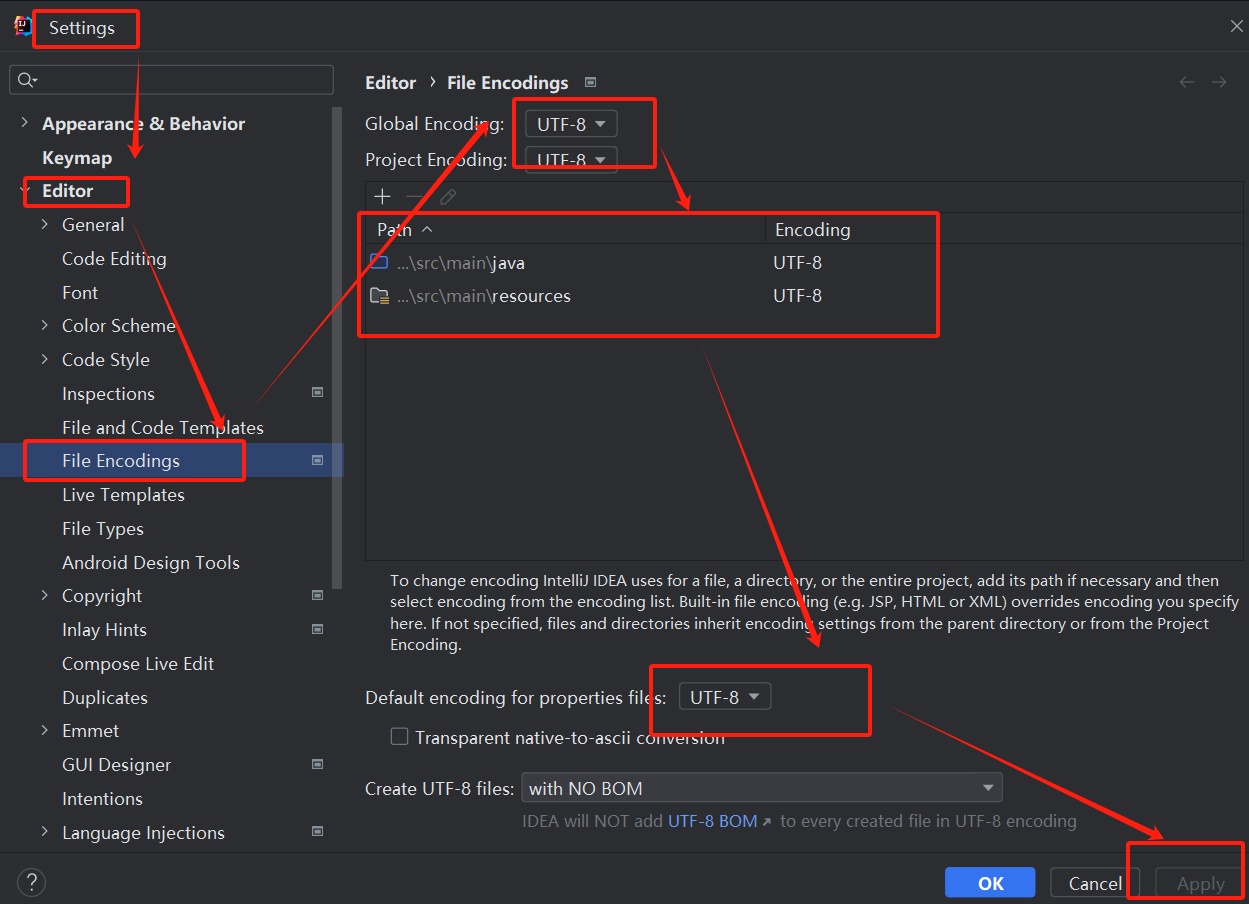 Settings
Editor › File Encodings
Appearance & Behavior
Keymap
Editor
General
Code Editing
Font
Color Scheme
Code Style
Inspections
File and Code Templates
File Encodings
Live Templates
File Types
Android Design Tools
Copyright
Inlay Hints
Compose Live Edit
Duplicates
Emmet
GUI Designer
Intentions
Language Injections
Global Encoding: UTF-8
Project Encoding: UTF-8
Path Encoding
...\src\main\java UTF-8
...\src\main\resources UTF-8
To change encoding IntelliJ IDEA uses for a file, a directory, or the entire project, add its path if necessary and then
select encoding from the encoding list. Built-in file encoding (e.g. JSP, HTML or XML) overrides encoding you specify
here. If not specified, files and directories inherit encoding settings from the parent directory or from the Project
Encoding.
Default encoding for properties files: UTF-8
Transparent native-to-ascii conversion
Create UTF-8 files: with NO BOM
IDEA will NOT add UTF-8 BOM ↗ to every created file in UTF-8 encoding
? OK Cancel Apply